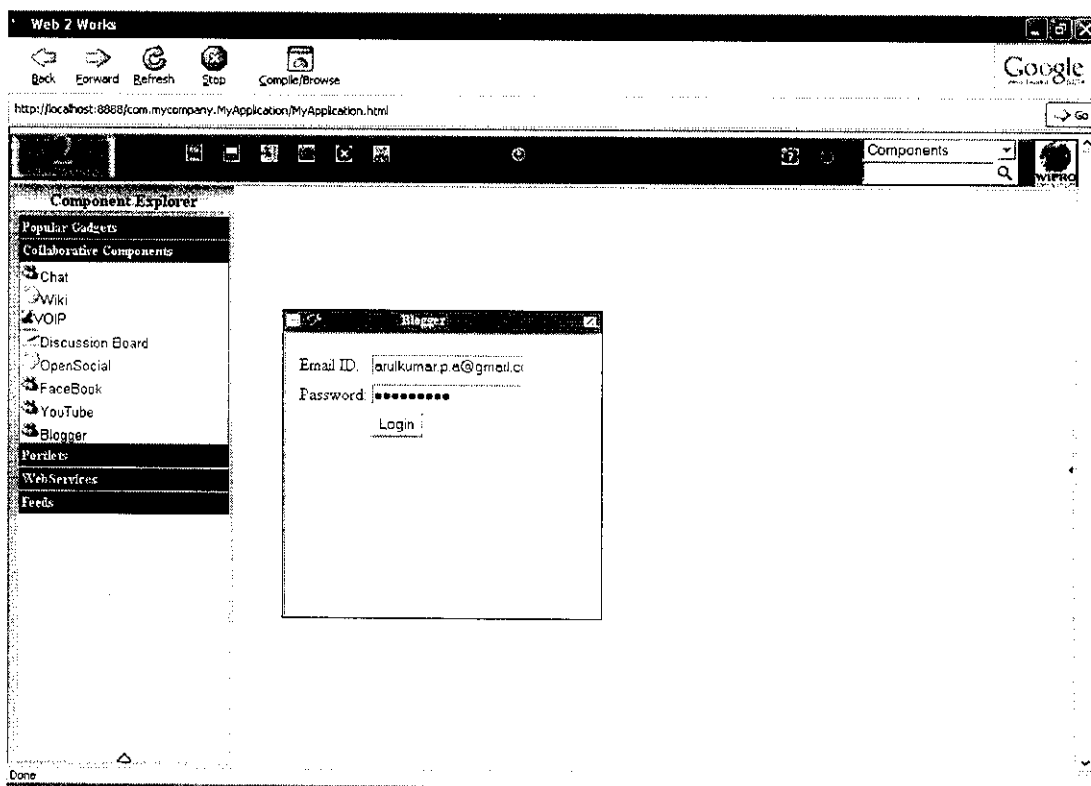 Web 2 Works
Back Forward Refresh Stop Compile/Browse
Google
http://localhost:8888/com.mycompany.MyApplication/MyApplication.html
Go
2
Components
WIPRO
Component Explorer
Popular Gadgets
Collaborative Components
Chat
Wiki
VOIP
Discussion Board
OpenSocial
FaceBook
YouTube
Blogger
Portlets
WebServices
Feeds
Blogger
Email ID.
arulkumar.p.a@gmail.co
Password:
Login
Done